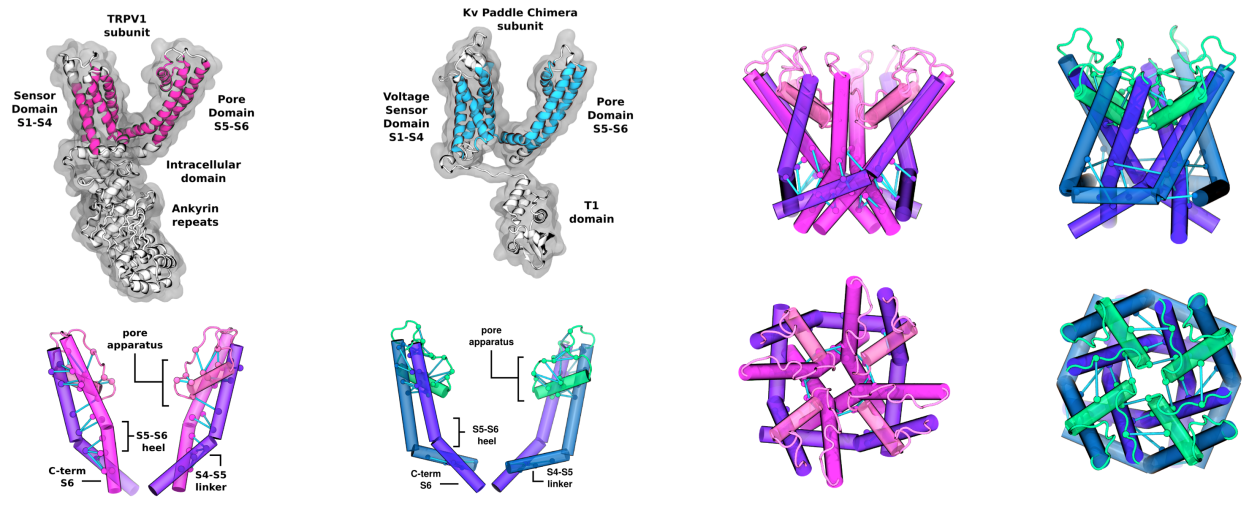 TRPV1
subunit
Sensor
Domain
S1-S4
Pore
Domain
S5-S6
Intracellular
domain
Ankyrin
repeats
Kv Paddle Chimera
subunit
Voltage
Sensor
Domain
S1-S4
Pore
Domain
S5-S6
T1
domain
pore
apparatus
S5-S6
heel
C-term
S6
S4-S5
linker
pore
apparatus
S5-S6
heel
C-term
S6
S4-S5
linker